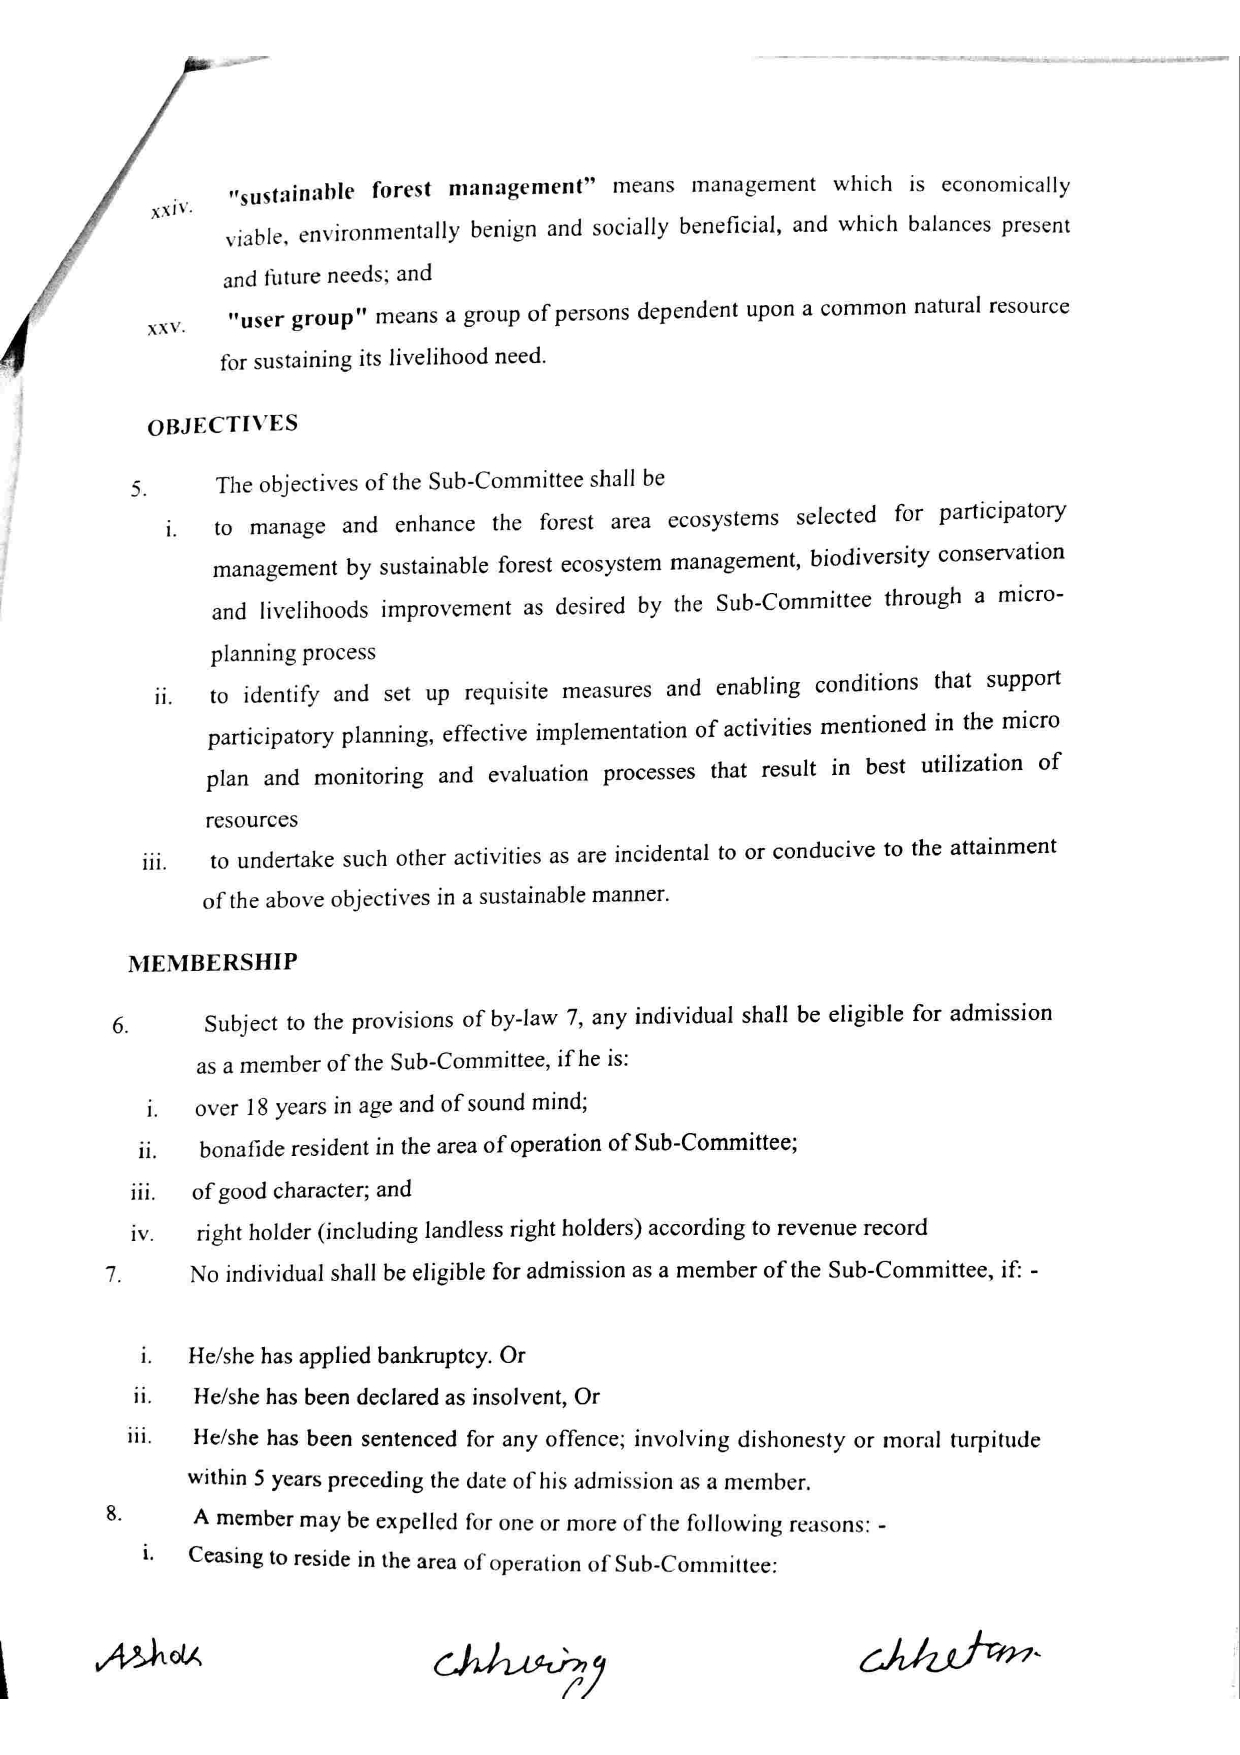 xxiv. "sustainable forest management” means management which is economically
viable, environmentally benign and socially beneficial, and which balances present
and future needs; and
xxv. "user group" means a group of persons dependent upon a common natural resource
for sustaining its livelihood need.
OBJECTIVES
5. The objectives of the Sub-Committee shall be
i. to manage and enhance the forest area ecosystems selected for participatory
management by sustainable forest ecosystem management, biodiversity conservation
and livelihoods improvement as desired by the Sub-Committee through a micro-
planning process
ii. to identify and set up requisite measures and enabling conditions that support
participatory planning, effective implementation of activities mentioned in the micro
plan and monitoring and evaluation processes that result in best utilization of
resources
iii. to undertake such other activities as are incidental to or conducive to the attainment
of the above objectives in a sustainable manner.
MEMBERSHIP
6. Subject to the provisions of by-law 7, any individual shall be eligible for admission
as a member of the Sub-Committee, if he is:
i. over 18 years in age and of sound mind;
ii. bonafide resident in the area of operation of Sub-Committee;
iii. of good character; and
iv. right holder (including landless right holders) according to revenue record
7. No individual shall be eligible for admission as a member of the Sub-Committee, if: -
i. He/she has applied bankruptcy. Or
ii. He/she has been declared as insolvent, Or
iii. He/she has been sentenced for any offence; involving dishonesty or moral turpitude
within 5 years preceding the date of his admission as a member.
8. A member may be expelled for one or more of the following reasons: -
i. Ceasing to reside in the area of operation of Sub-Committee:
Ashok